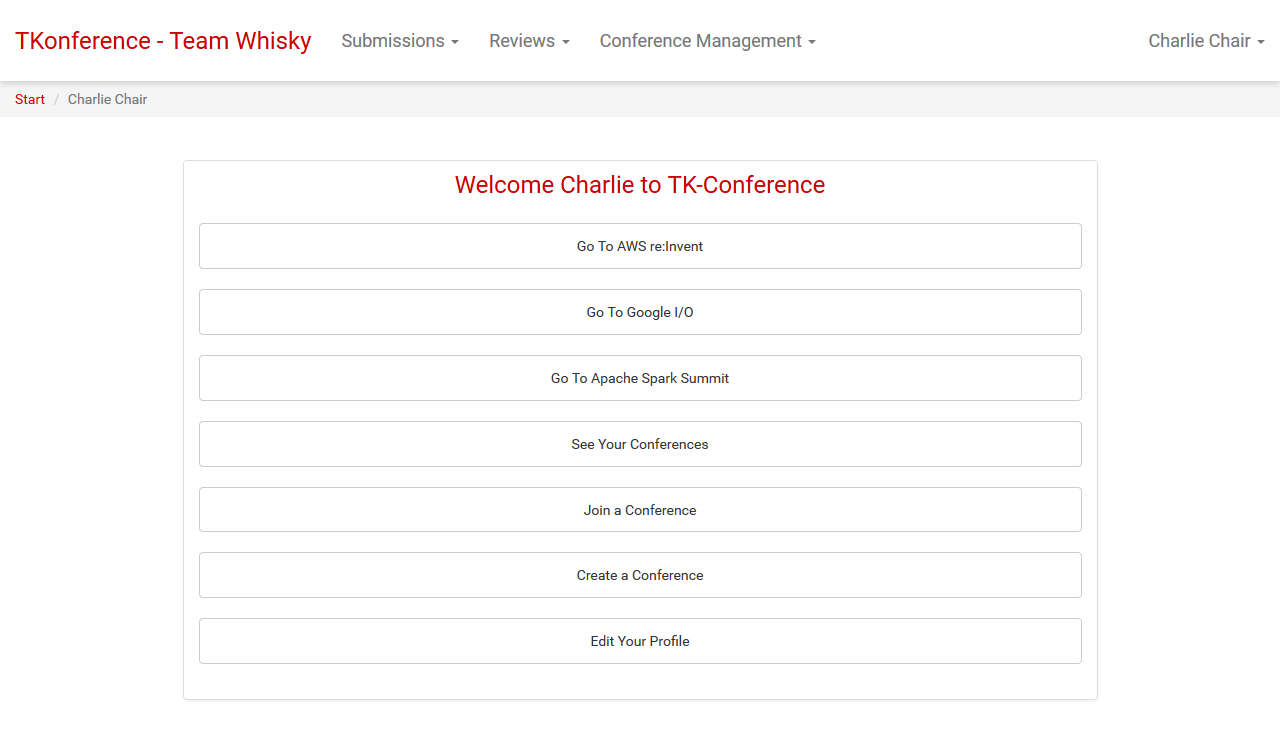 TKonference - Team Whisky Submissions Reviews Conference Management Charlie Chair
Start / Charlie Chair
Welcome Charlie to TK-Conference
Go To AWS re:Invent
Go To Google I/O
Go To Apache Spark Summit
See Your Conferences
Join a Conference
Create a Conference
Edit Your Profile